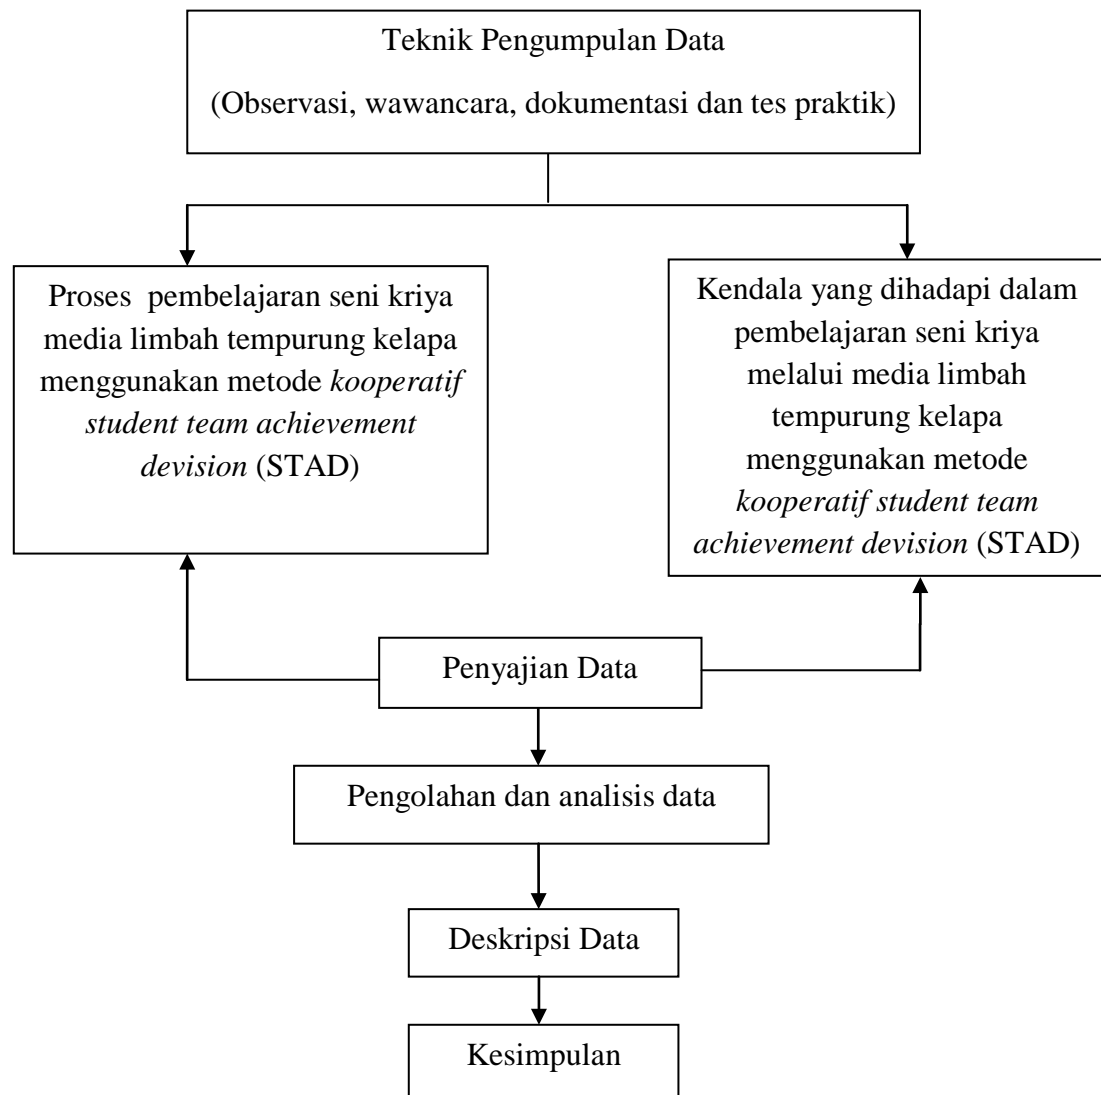 Teknik Pengumpulan Data
(Observasi, wawancara, dokumentasi dan tes praktik)
Proses pembelajaran seni kriya
media limbah tempurung kelapa
menggunakan metode kooperatif
student team achievement
devision (STAD)
Kendala yang dihadapi dalam
pembelajaran seni kriya
melalui media limbah
tempurung kelapa
menggunakan metode
kooperatif student team
achievement devision (STAD)
Penyajian Data
Pengolahan dan analisis data
Deskripsi Data
Kesimpulan